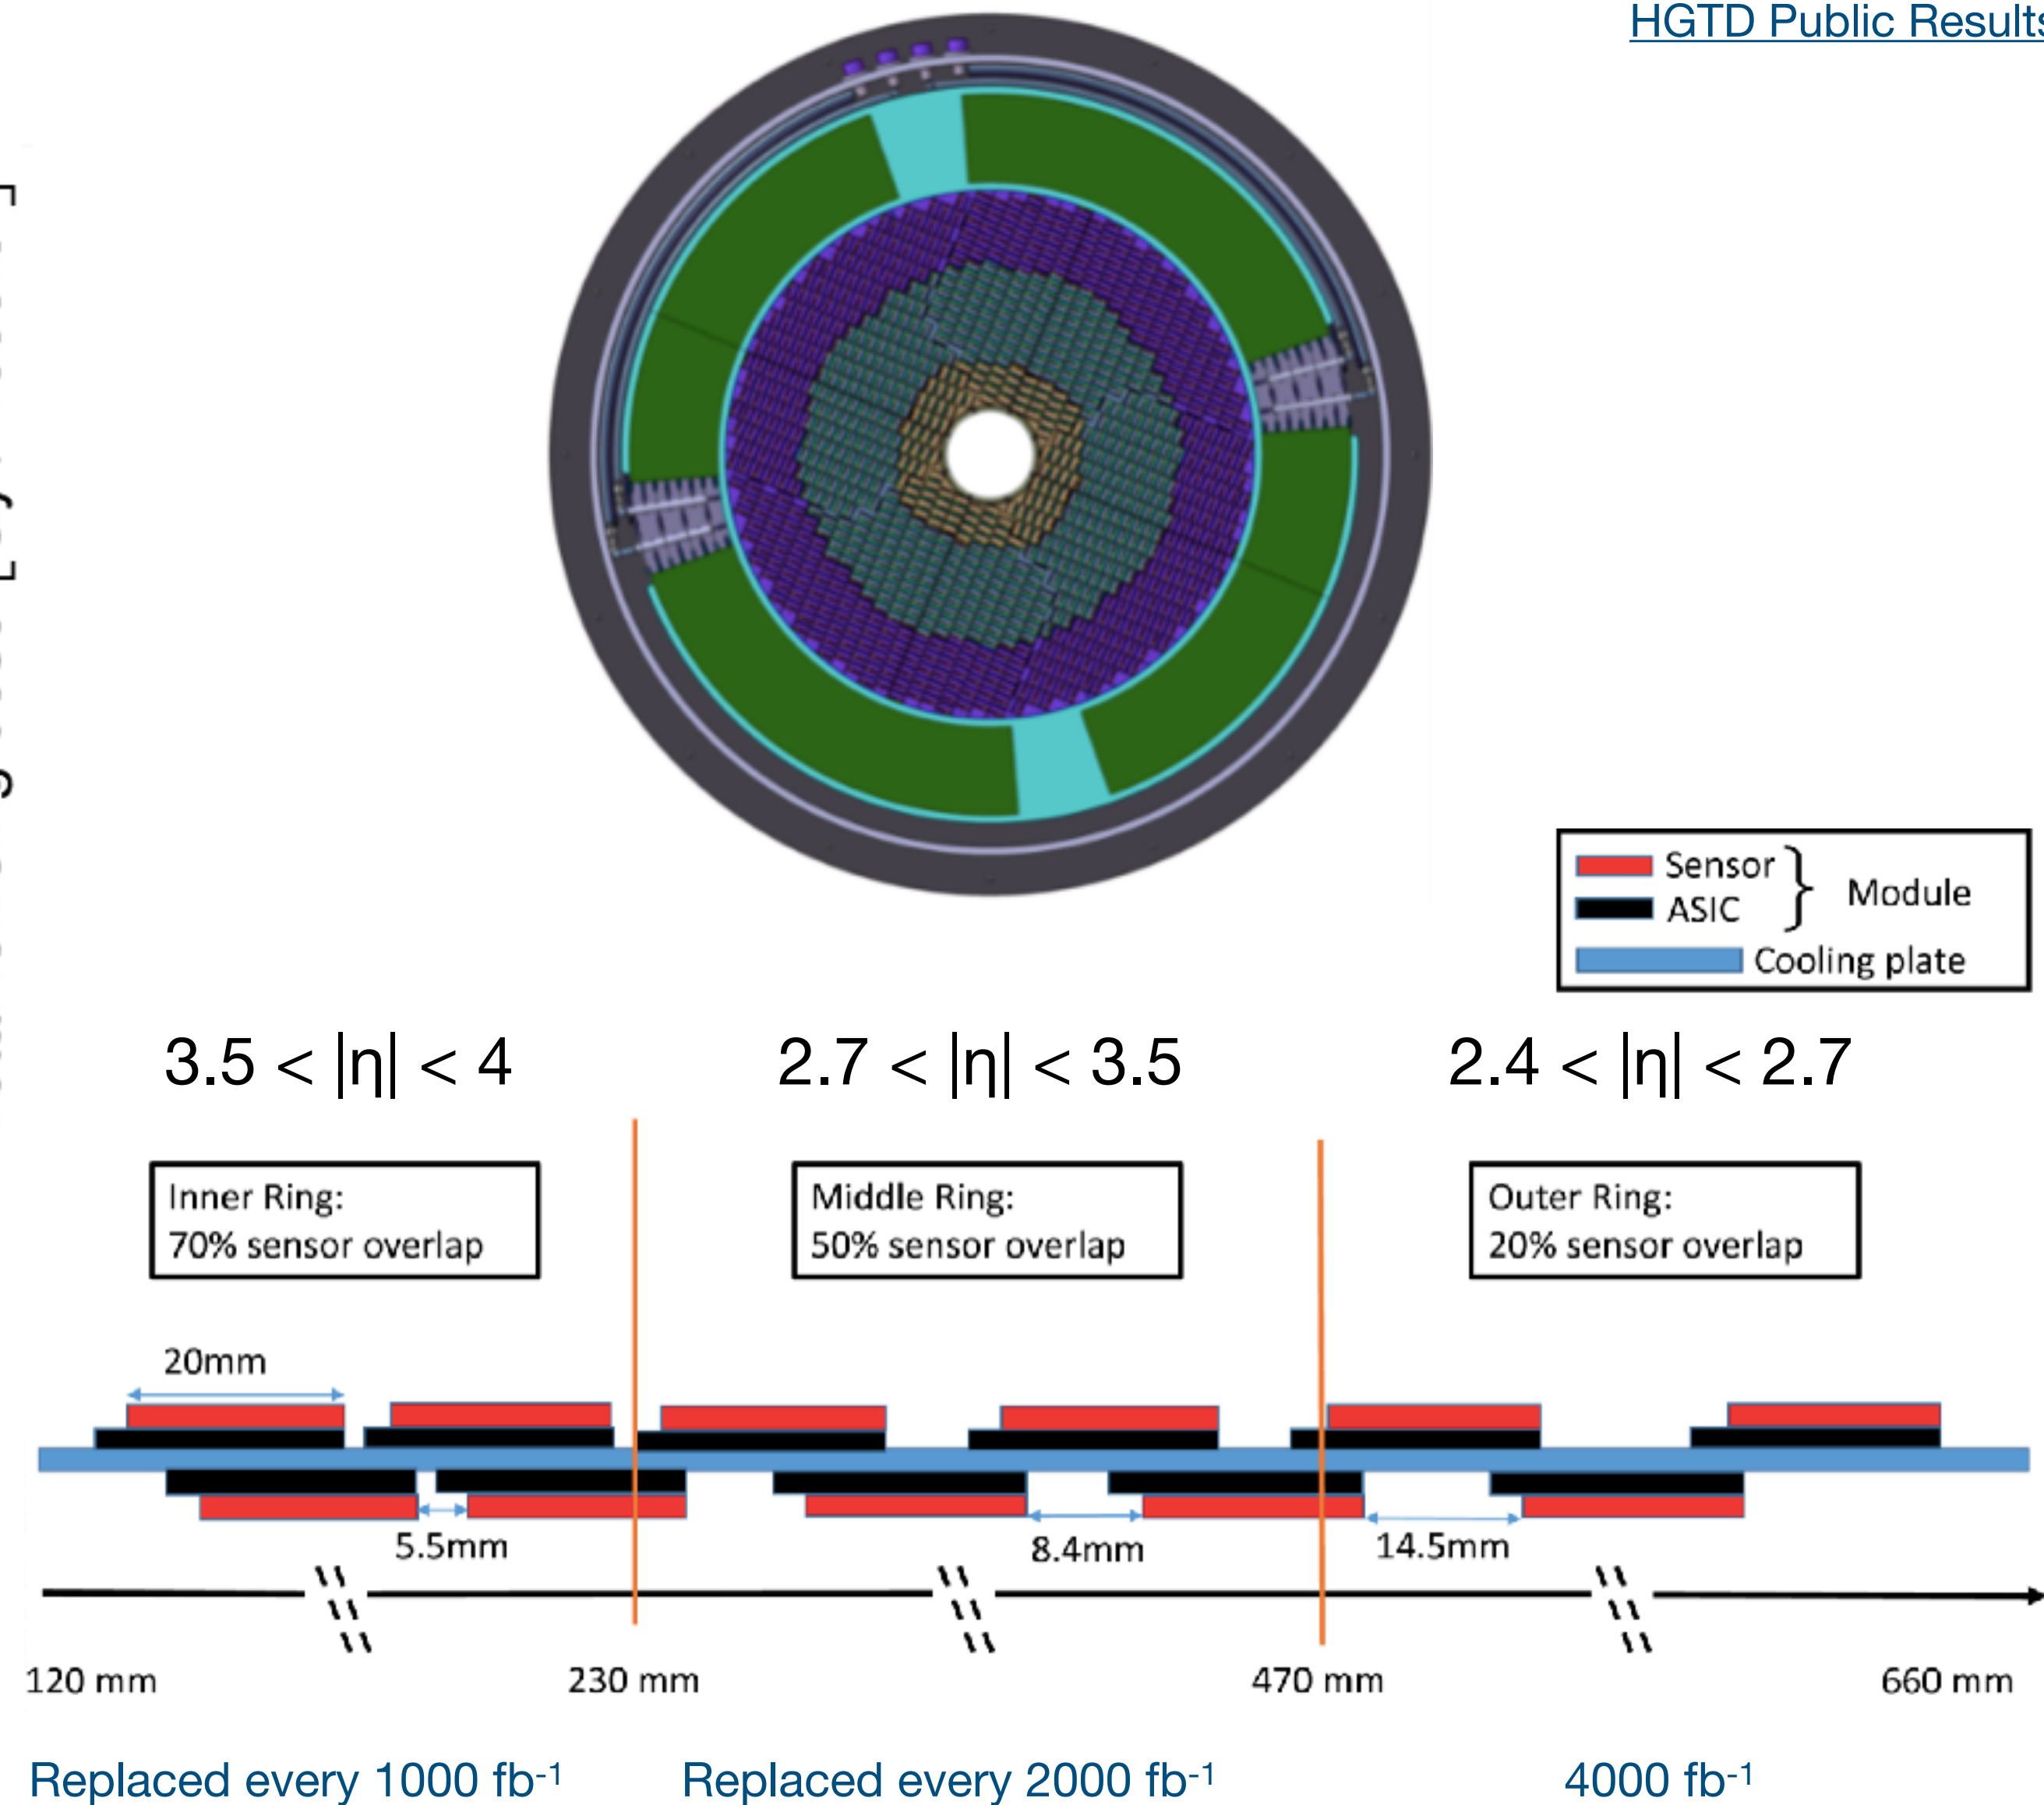 HGTD Public Results
Sensor
ASIC
Module
Cooling plate
3.5 < |η| < 4
2.7 < |η| < 3.5
2.4 < |η| < 2.7
Inner Ring:
70% sensor overlap
Middle Ring:
50% sensor overlap
Outer Ring:
20% sensor overlap
20mm
5.5mm
8.4mm
14.5mm
120 mm
230 mm
470 mm
660 mm
Replaced every 1000 fb⁻¹
Replaced every 2000 fb⁻¹
4000 fb⁻¹